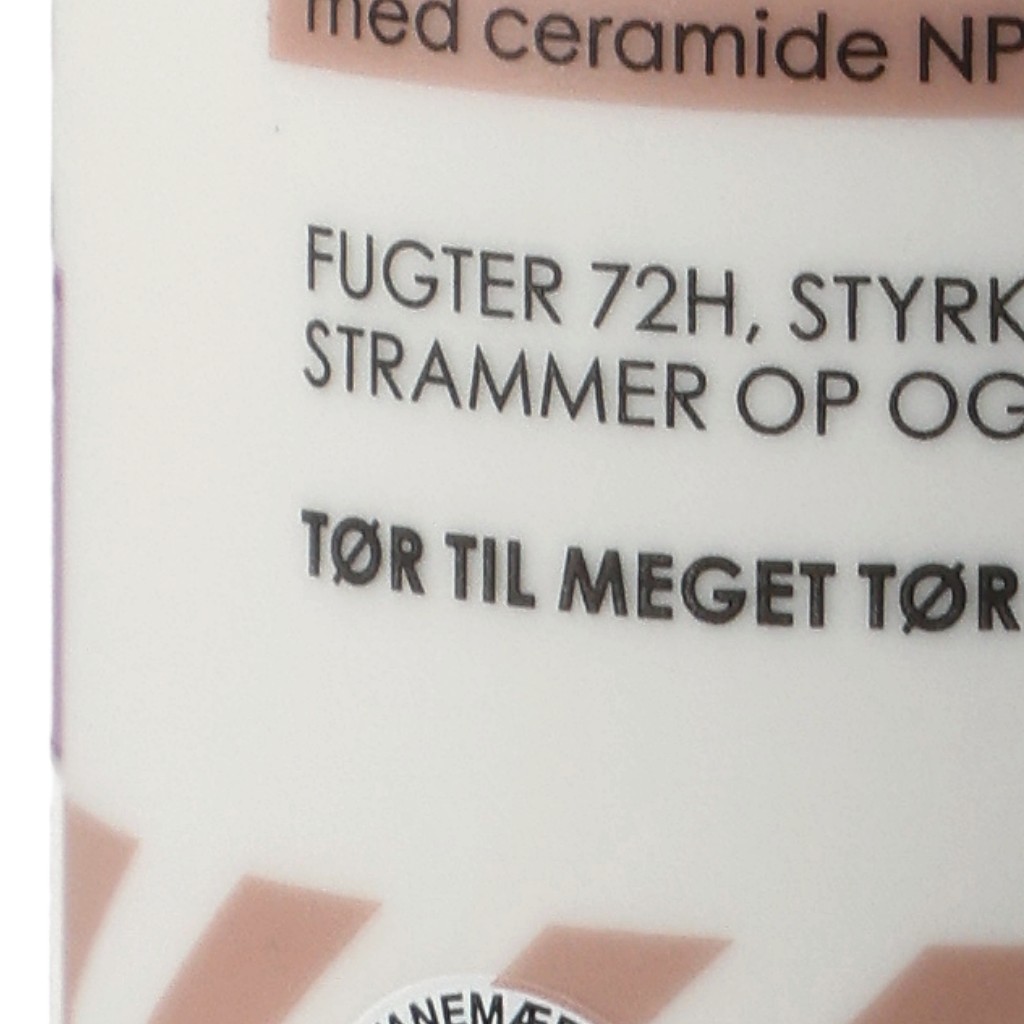 med ceramide NP
FUGTER 72H, STYRK
STRAMMER OP OG
TØR TIL MEGET TØR